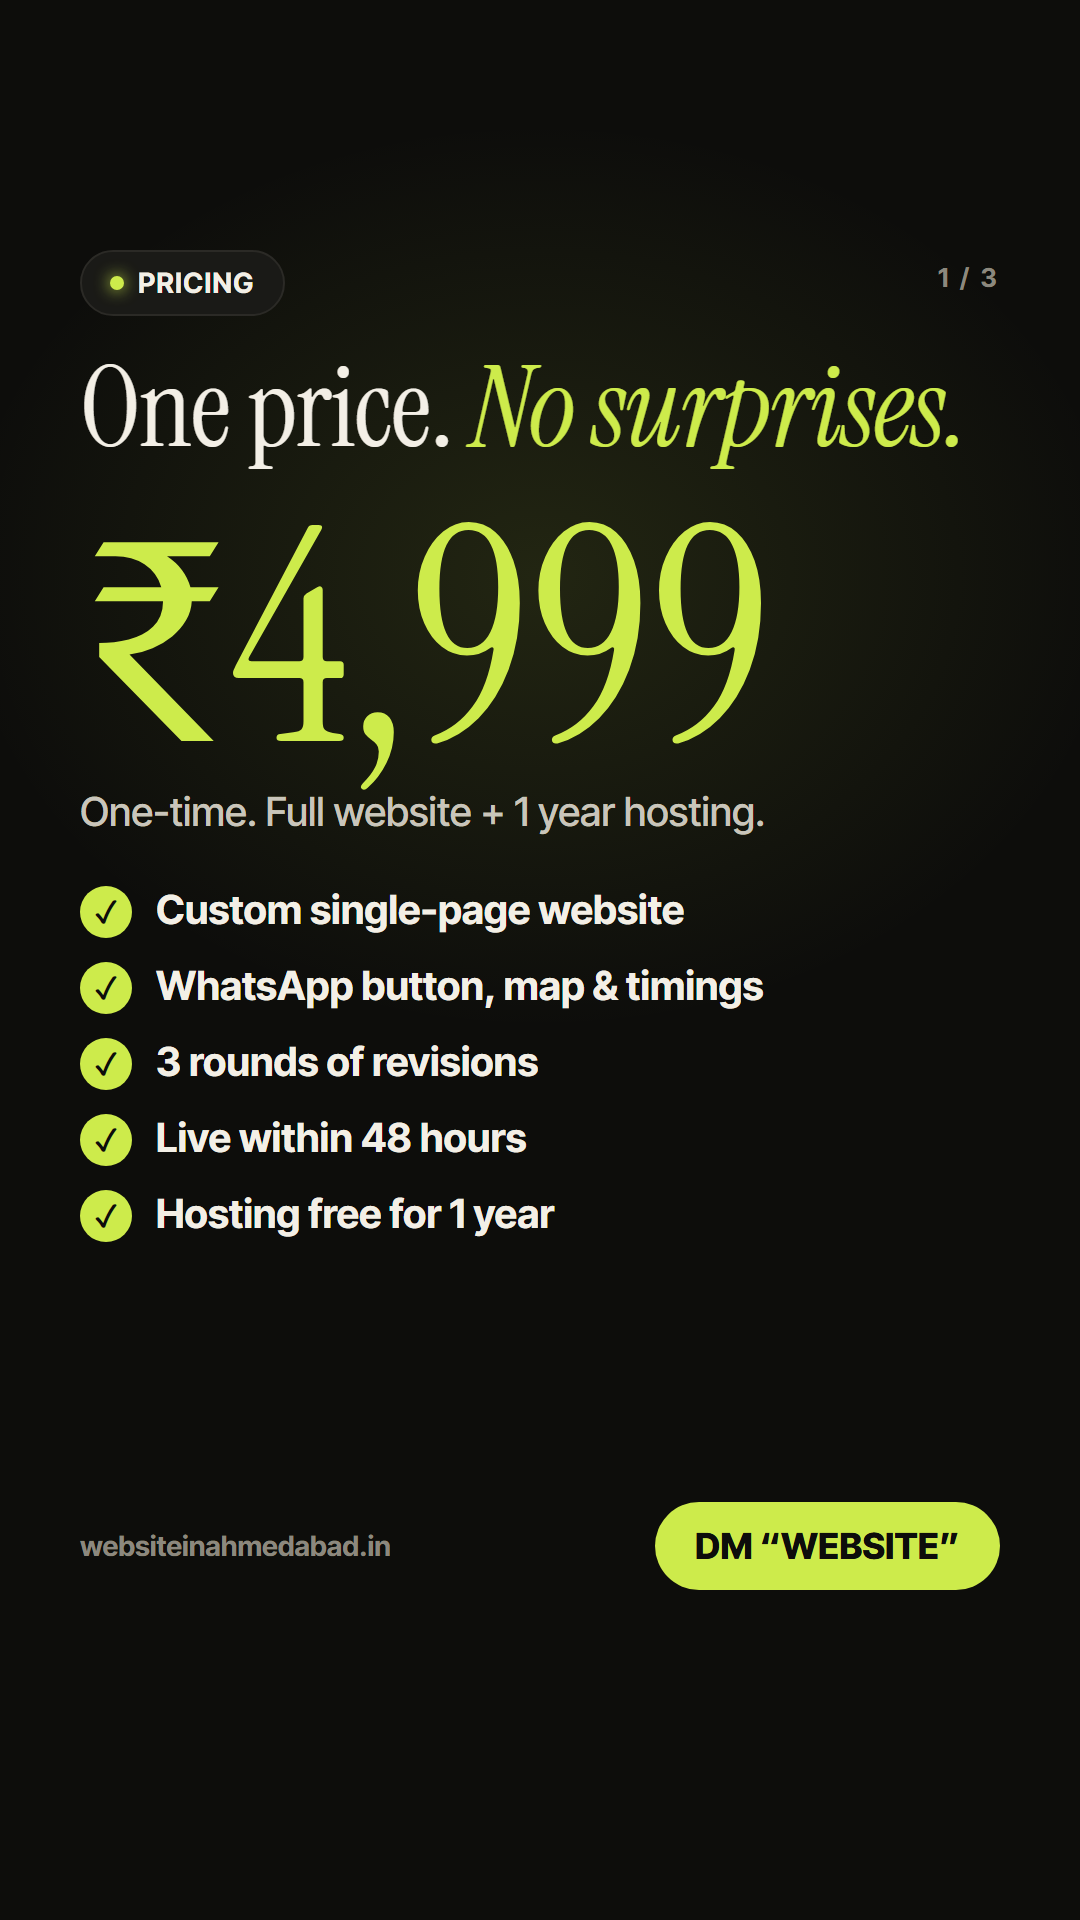 PRICING
1 / 3
One price. No surprises.
₹4,999
One-time. Full website + 1 year hosting.
✓ Custom single-page website
✓ WhatsApp button, map & timings
✓ 3 rounds of revisions
✓ Live within 48 hours
✓ Hosting free for 1 year
websiteinahmedabad.in
DM “WEBSITE”